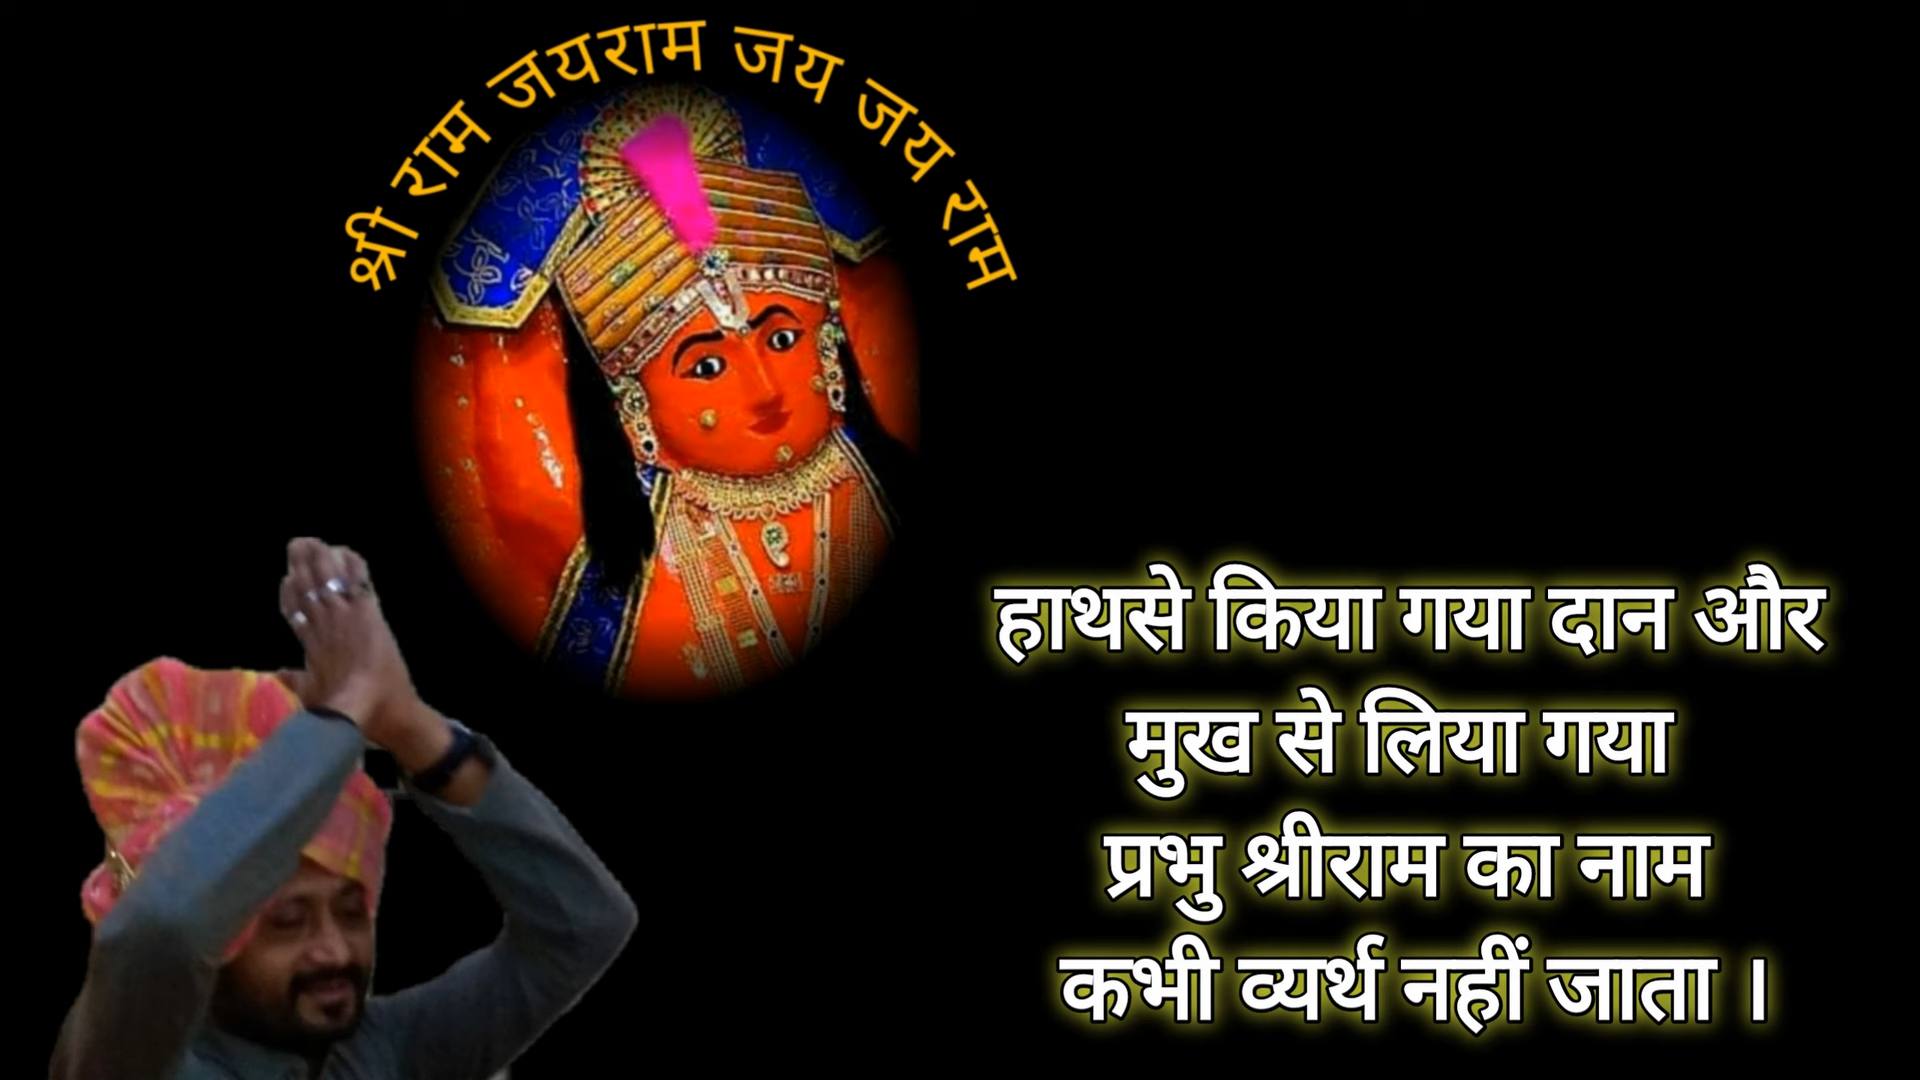 श्री राम जयराम जय जय राम
हाथसे किया गया दान और
मुख से लिया गया
प्रभु श्रीराम का नाम
कभी व्यर्थ नहीं जाता ।